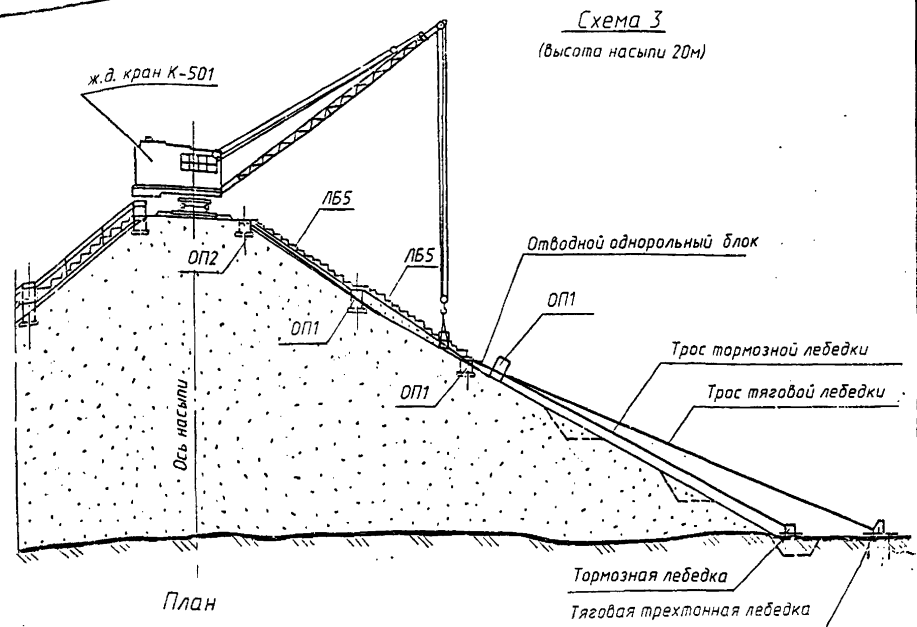 Схема 3
(высота насыпи 20м)
ж.д. кран К-501
ЛБ5
ОП2
ЛБ5
Отводной однорольный блок
ОП1
ОП1
ОП1
Трос тормозной лебедки
Трос тяговой лебедки
Ось насыпи
Тормозная лебедка
Тяговая трехтонная лебедка
План